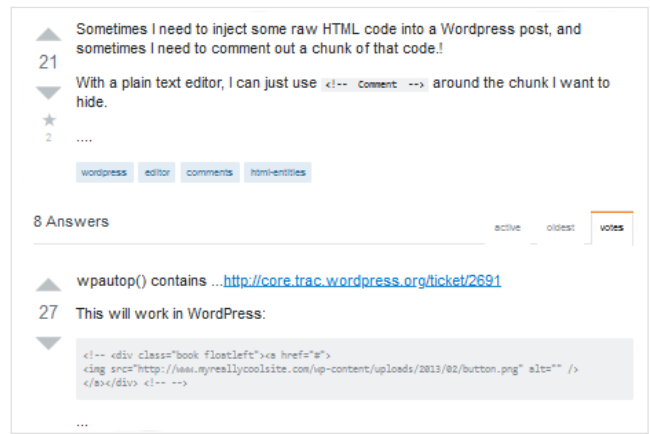 Sometimes I need to inject some raw HTML code into a Wordpress post, and
sometimes I need to comment out a chunk of that code.!
21
With a plain text editor, I can just use <!-- Comment --> around the chunk I want to
hide.
2
....
wordpress editor comments html-entities
8 Answers
active oldest votes
wpautop() contains ...http://core.trac.wordpress.org/ticket/2691
27
This will work in WordPress:
<!-- <div class="book floatleft"><a href="#">
<img src="http://www.myreallycoolsite.com/wp-content/uploads/2013/02/button.png" alt="" />
</a></div> <!-- -->
...